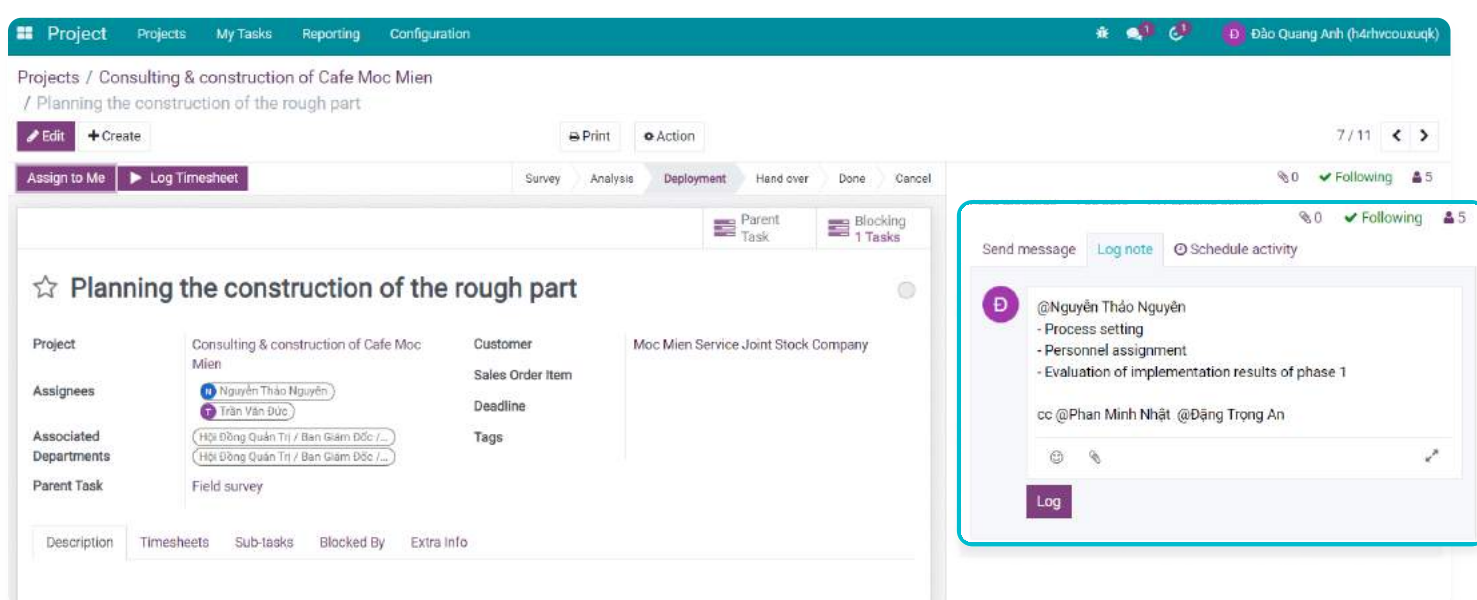 Project Projects My Tasks Reporting Configuration 1 1 Đ Đào Quang Anh (h4rhvcouxuqk)
Projects / Consulting & construction of Cafe Moc Mien
/ Planning the construction of the rough part
Edit + Create Print Action 7 / 11
Assign to Me Log Timesheet Survey Analysis Deployment Hand over Done Cancel 0 Following 5
Parent
Task
Blocking
1 Tasks
Planning the construction of the rough part
Project Consulting & construction of Cafe Moc
Mien
Assignees N Nguyễn Thảo Nguyên
T Trần Văn Đức
Associated
Departments
Hội Đồng Quản Trị / Ban Giám Đốc /...
Hội Đồng Quản Trị / Ban Giám Đốc /...
Parent Task Field survey
Customer Moc Mien Service Joint Stock Company
Sales Order Item
Deadline
Tags
Description Timesheets Sub-tasks Blocked By Extra Info
0 Following 5
Send message Log note Schedule activity
Đ
@Nguyễn Thảo Nguyên
- Process setting
- Personnel assignment
- Evaluation of implementation results of phase 1
cc @Phan Minh Nhật @Đặng Trọng An
Log